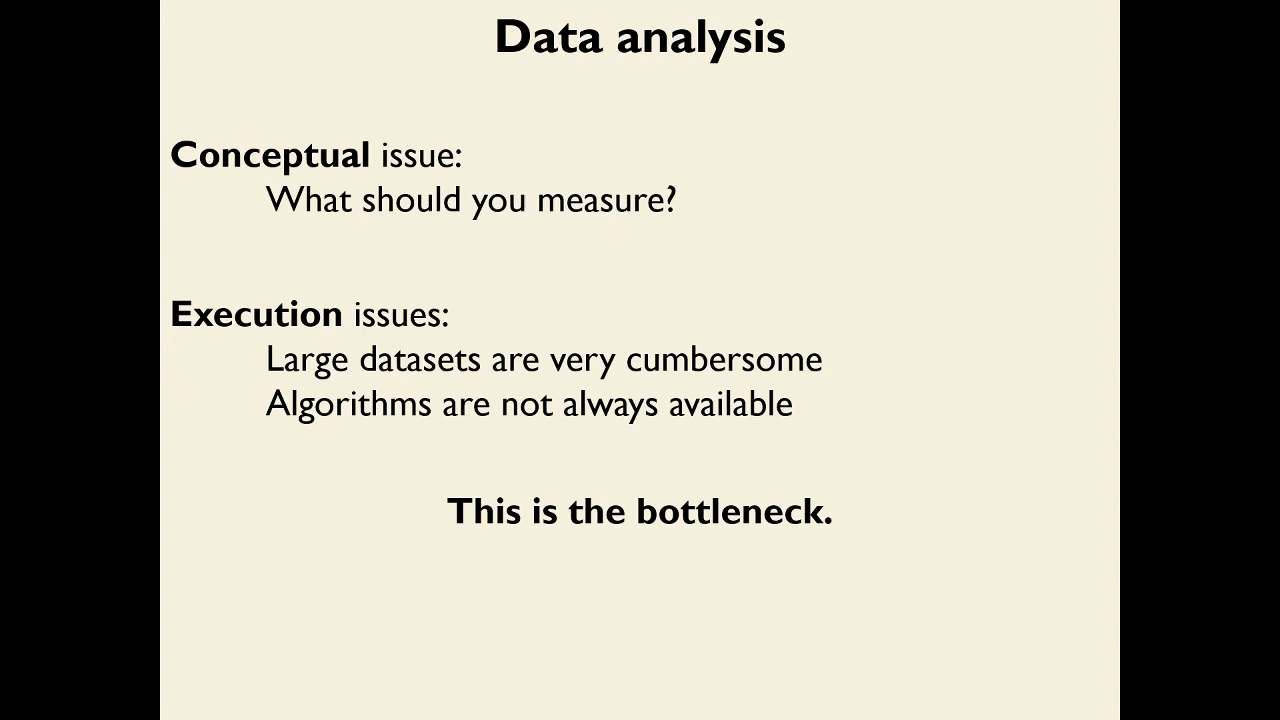 Data analysis
Conceptual issue:
What should you measure?
Execution issues:
Large datasets are very cumbersome
Algorithms are not always available
This is the bottleneck.